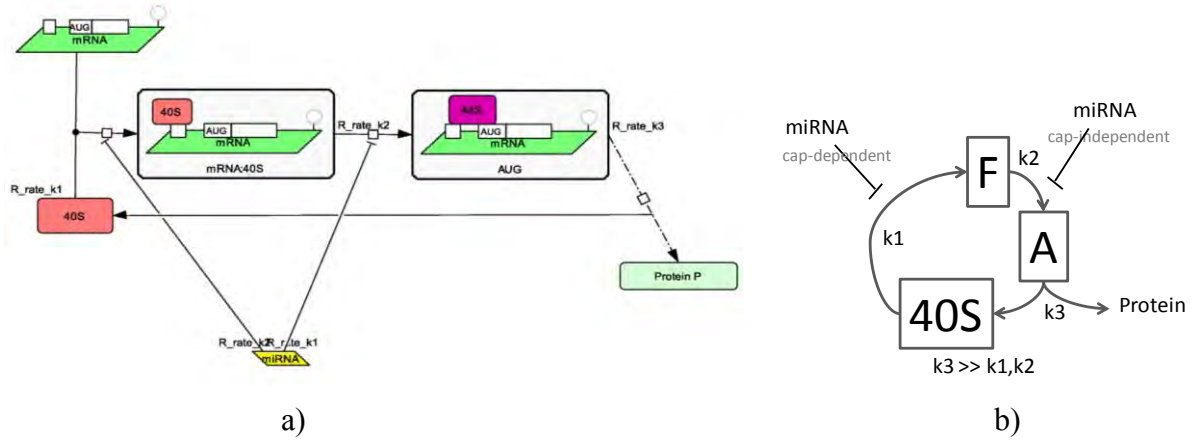 AUG
mRNA
40S
AUG
mRNA
mRNA:40S
R_rate_k2
AUG
mRNA
AUG
R_rate_k3
R_rate_k1
40S
Protein P
R_rate_k1
miRNA
a)
miRNA
cap-dependent
miRNA
cap-independent
F
k2
k1
A
40S
k3
Protein
k3 >> k1,k2
b)